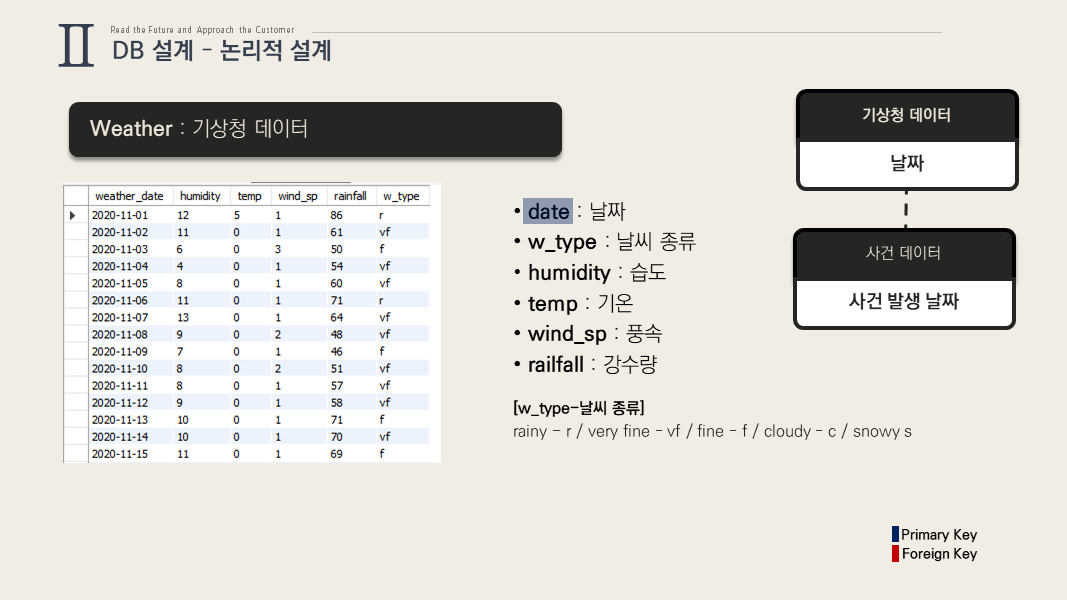 Ⅱ
Read the Future and Approach the Customer
DB 설계 - 논리적 설계
Weather : 기상청 데이터
weather_date humidity temp wind_sp rainfall w_type
2020-11-01 12 5 1 86 r
2020-11-02 11 0 1 61 vf
2020-11-03 6 0 3 50 f
2020-11-04 4 0 1 54 vf
2020-11-05 8 0 1 60 vf
2020-11-06 11 0 1 71 r
2020-11-07 13 0 1 64 vf
2020-11-08 9 0 2 48 vf
2020-11-09 7 0 1 46 f
2020-11-10 8 0 2 51 vf
2020-11-11 8 0 1 57 vf
2020-11-12 9 0 1 58 vf
2020-11-13 10 0 1 71 f
2020-11-14 10 0 1 70 vf
2020-11-15 11 0 1 69 f
• date : 날짜
• w_type : 날씨 종류
• humidity : 습도
• temp : 기온
• wind_sp : 풍속
• railfall : 강수량
[w_type-날씨 종류]
rainy - r / very fine - vf / fine - f / cloudy - c / snowy s
기상청 데이터
날짜
사건 데이터
사건 발생 날짜
Primary Key
Foreign Key